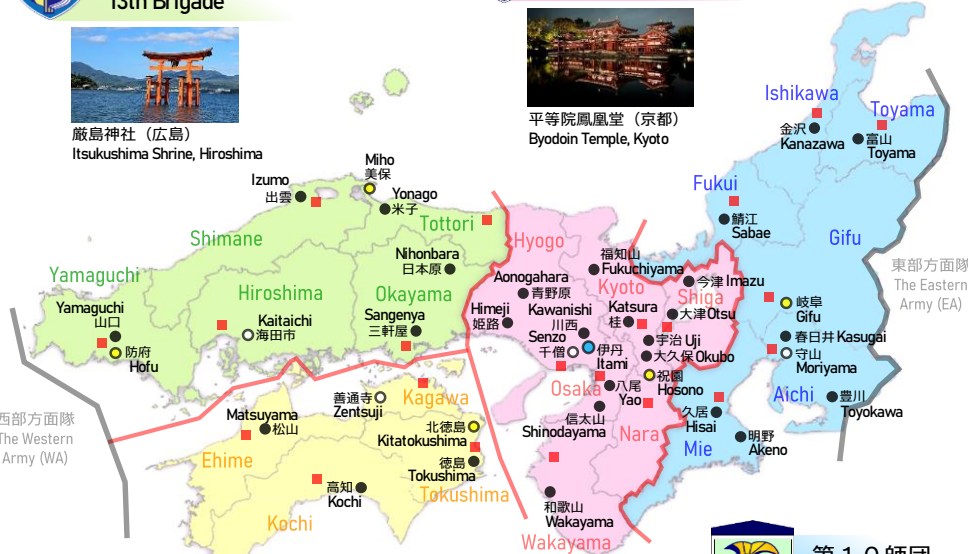 13th Brigade
厳島神社（広島）
Itsukushima Shrine, Hiroshima
平等院鳳凰堂（京都）
Byodoin Temple, Kyoto
Ishikawa
Toyama
金沢
Kanazawa
富山
Toyama
Fukui
鯖江
Sabae
Gifu
東部方面隊
The Eastern
Army (EA)
Miho
美保
Izumo
出雲
Yonago
米子
Tottori
Shimane
Nihonbara
日本原
Yamaguchi
Hiroshima
Okayama
Yamaguchi
山口
防府
Hofu
Kaitaichi
海田市
Sangenya
三軒屋
Hyogo
福知山
Fukuchiyama
Kyoto
Aonogahara
青野原
Himeji
姫路
Kawanishi
川西
Senzo
千僧
伊丹
Itami
Katsura
桂
今津 Imazu
Shiga
大津 Otsu
宇治 Uji
大久保 Okubo
祝園
Hosono
Osaka
八尾
Yao
信太山
Shinodayama
Nara
和歌山
Wakayama
Wakayama
岐阜
Gifu
春日井 Kasugai
守山
Moriyama
Aichi
豊川
Toyokawa
久居
Hisai
明野
Akeno
Mie
西部方面隊
The Western
Army (WA)
善通寺
Zentsuji
Kagawa
Matsuyama
松山
北徳島
Kitatokushima
徳島
Tokushima
Tokushima
Ehime
高知
Kochi
Kochi
第１０師団